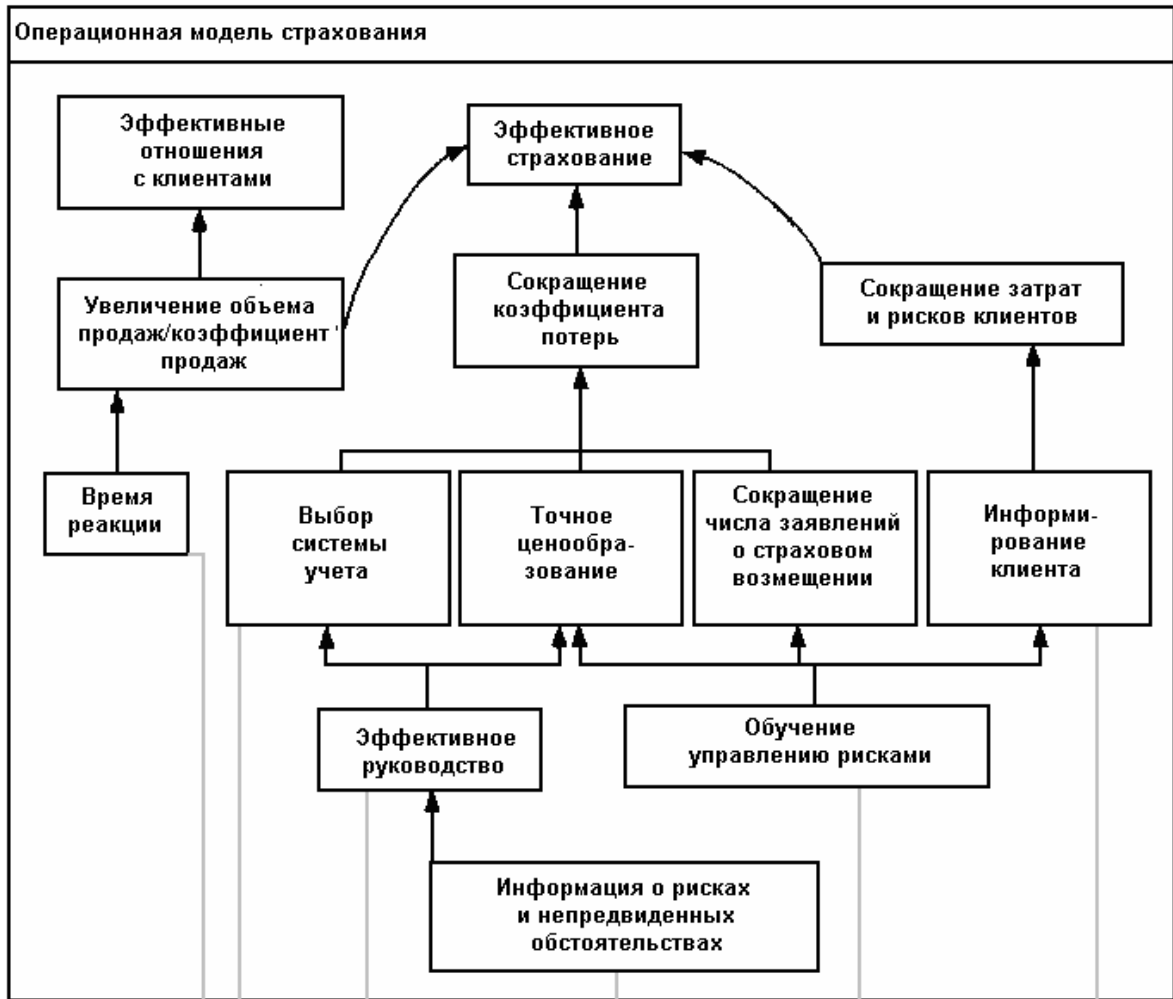 Операционная модель страхования
Эффективные
отношения
с клиентами
Эффективное
страхование
Увеличение объема
продаж/коэффициент
продаж
Сокращение
коэффициента
потерь
Сокращение затрат
и рисков клиентов
Время
реакции
Выбор
системы
учета
Точное
ценообра-
зование
Сокращение
числа заявлений
о страховом
возмещении
Информи-
рование
клиента
Эффективное
руководство
Обучение
управлению рисками
Информация о рисках
и непредвиденных
обстоятельствах